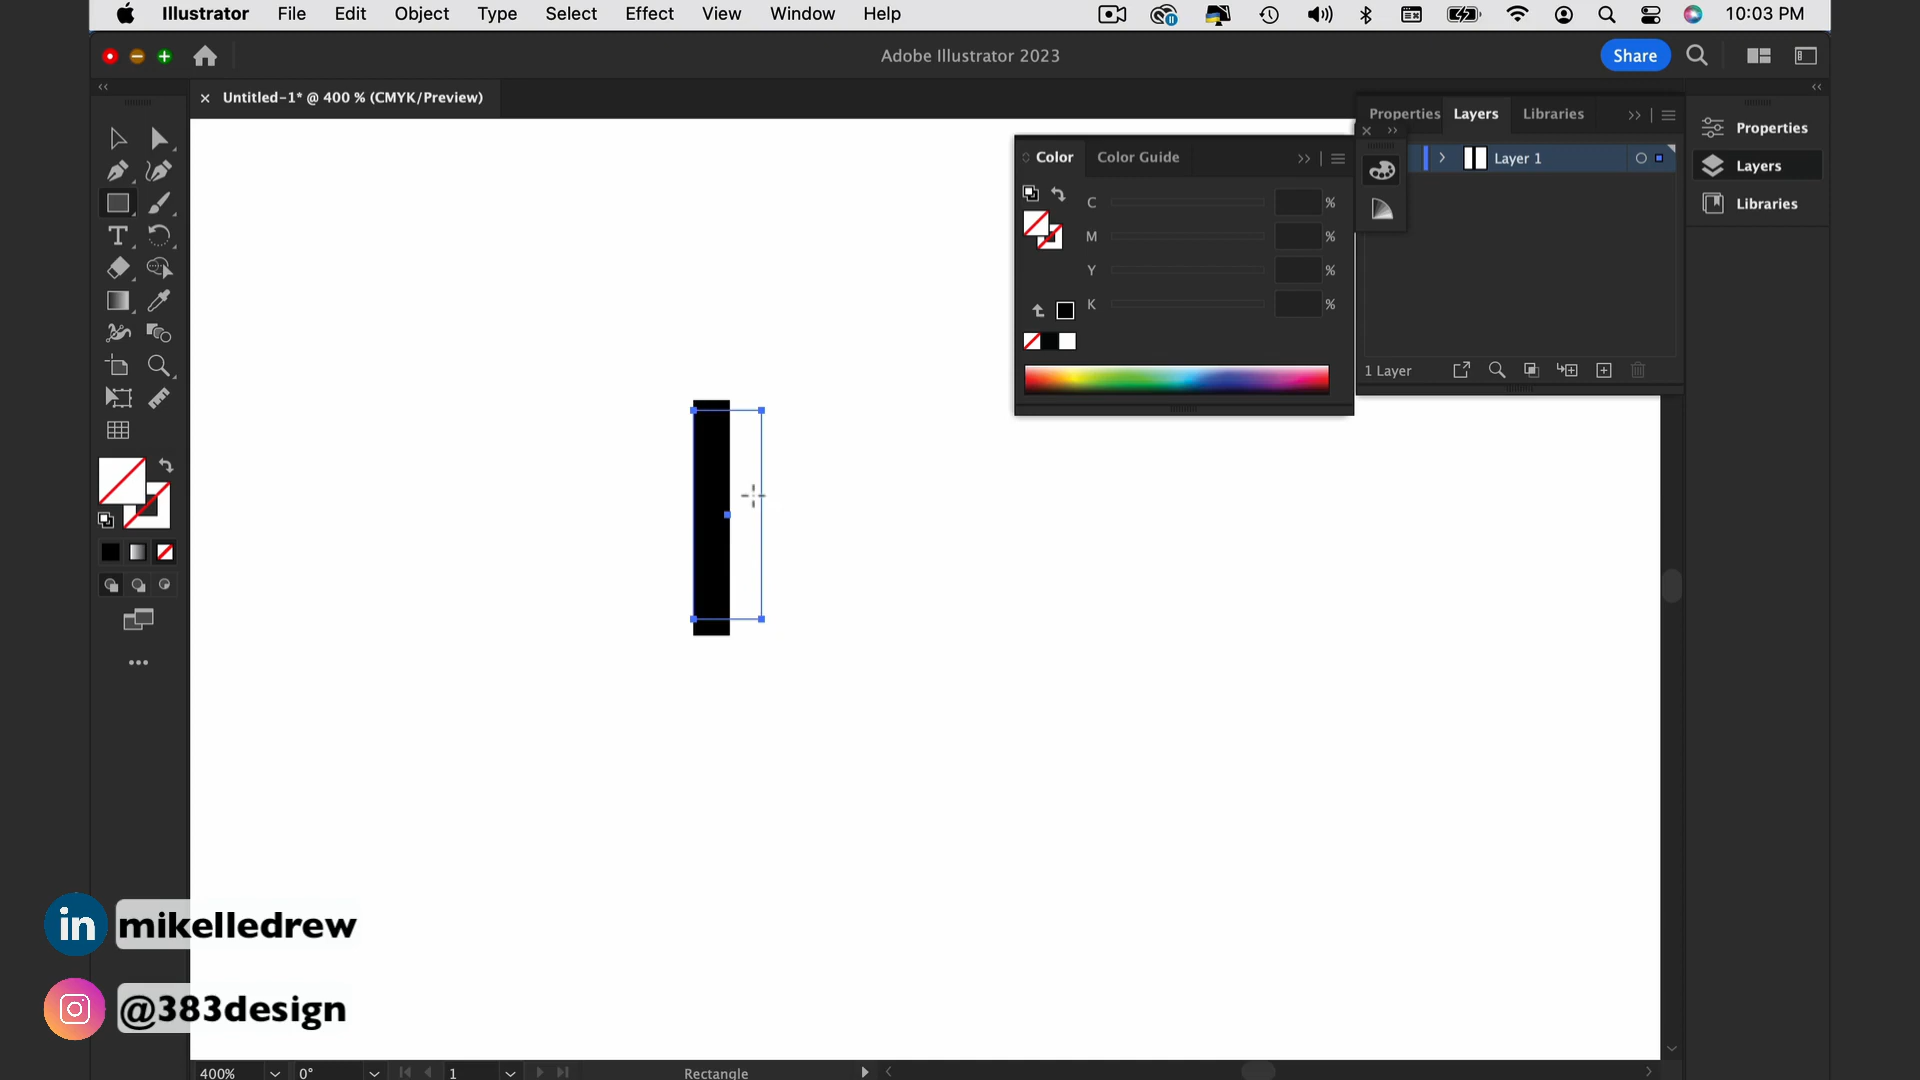 Illustrator File Edit Object Type Select Effect View Window Help 10:03 PM
Adobe Illustrator 2023 Share
Untitled-1* @ 400 % (CMYK/Preview)
Properties Layers Libraries
Color Color Guide
Layer 1
Properties
Layers
Libraries
C %
M %
Y %
K %
1 Layer
T
in mikelledrew
@383design
400% 0° 1 Rectangle